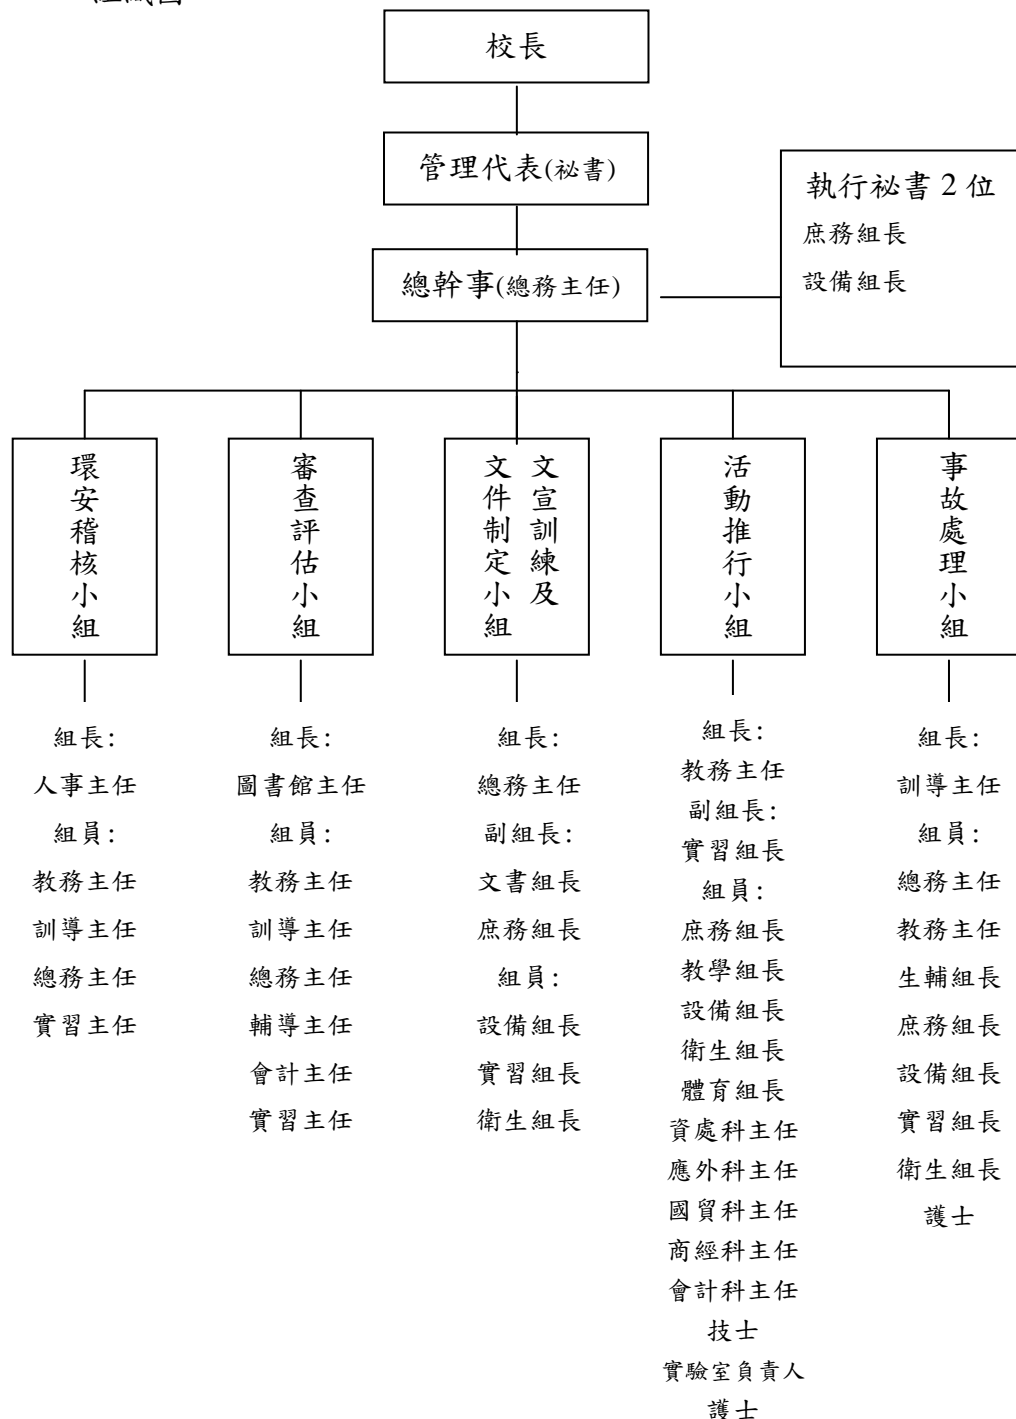 校長
管理代表(祕書)
執行祕書 2 位
庶務組長
設備組長
總幹事(總務主任)
環安稽核小組
審查評估小組
文宣訓練及
文件制定小組
活動推行小組
事故處理小組
組長:
人事主任
組員:
教務主任
訓導主任
總務主任
實習主任
組長:
圖書館主任
組員:
教務主任
訓導主任
總務主任
輔導主任
會計主任
實習主任
組長:
總務主任
副組長:
文書組長
庶務組長
組員:
設備組長
實習組長
衛生組長
組長:
教務主任
副組長:
實習組長
組員:
庶務組長
教學組長
設備組長
衛生組長
體育組長
資處科主任
應外科主任
國貿科主任
商經科主任
會計科主任
技士
實驗室負責人
護士
組長:
訓導主任
組員:
總務主任
教務主任
生輔組長
庶務組長
設備組長
實習組長
衛生組長
護士